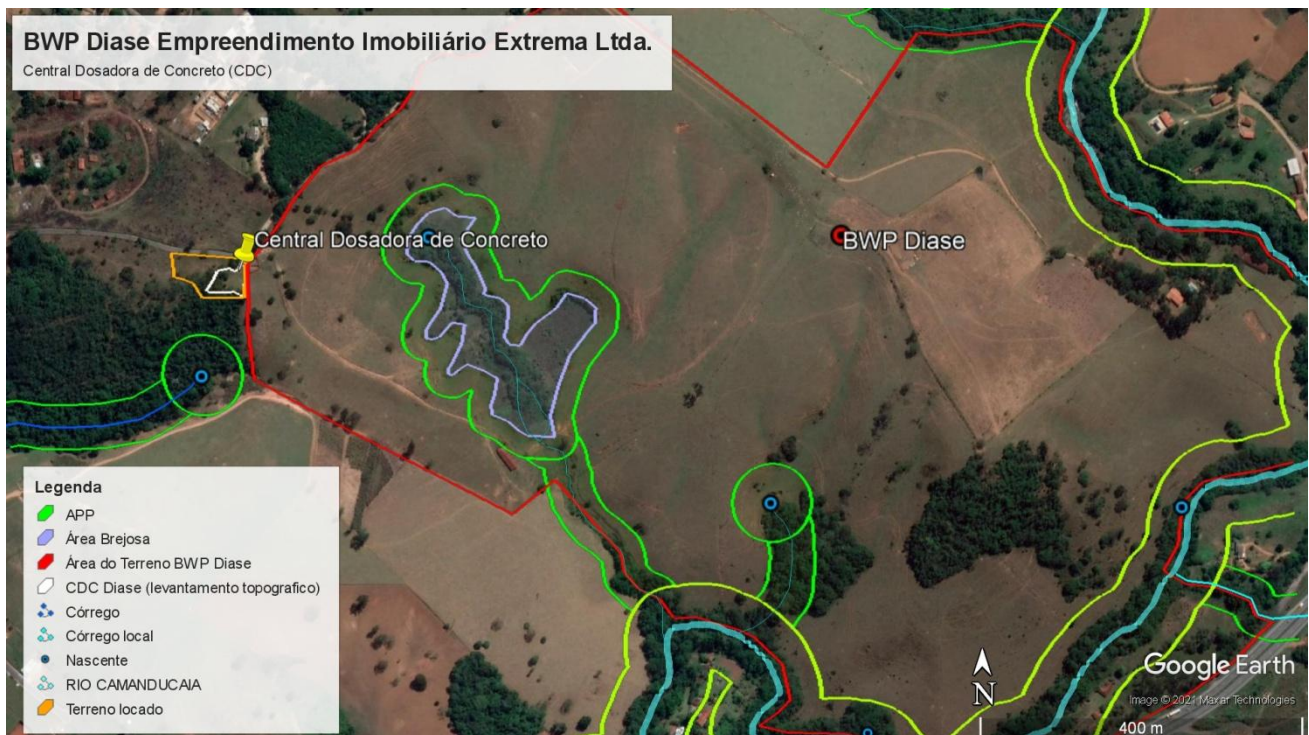 BWP Diase Empreendimento Imobiliário Extrema Ltda.
Central Dosadora de Concreto (CDC)
Central Dosadora de Concreto
BWP Diase
Legenda
APP
Área Brejosa
Área do Terreno BWP Diase
CDC Diase (levantamento topografico)
Córrego
Córrego local
Nascente
RIO CAMANDUCAIA
Terreno locado
Google Earth
Image © 2021 Maxar Technologies
N
400 m